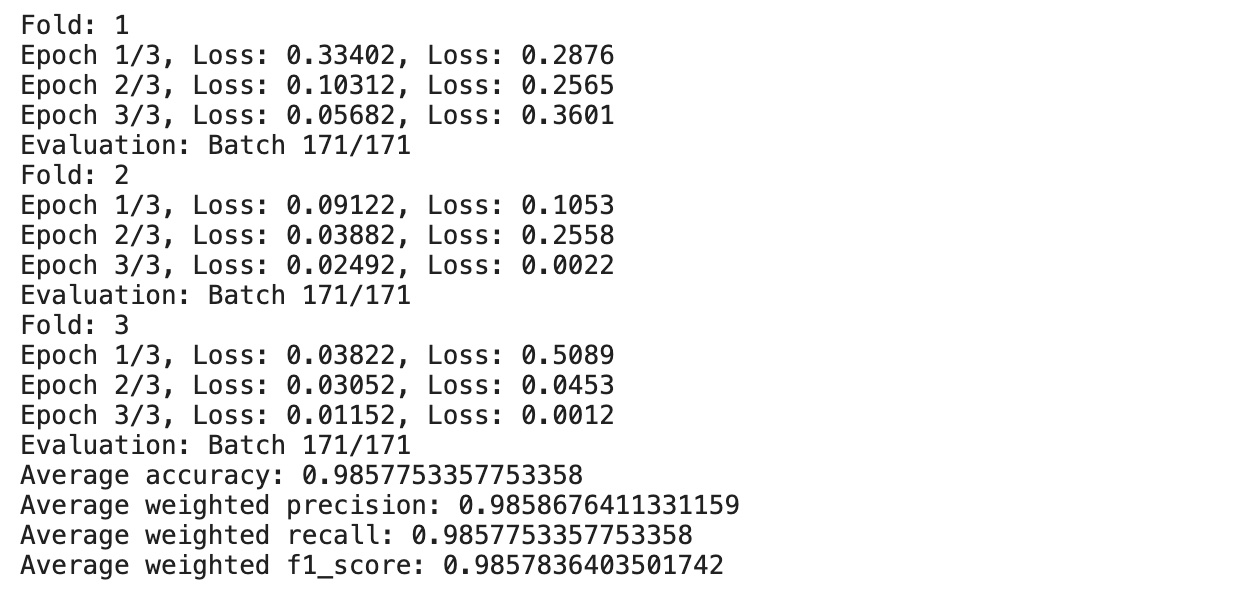 Fold: 1
Epoch 1/3, Loss: 0.33402, Loss: 0.2876
Epoch 2/3, Loss: 0.10312, Loss: 0.2565
Epoch 3/3, Loss: 0.05682, Loss: 0.3601
Evaluation: Batch 171/171
Fold: 2
Epoch 1/3, Loss: 0.09122, Loss: 0.1053
Epoch 2/3, Loss: 0.03882, Loss: 0.2558
Epoch 3/3, Loss: 0.02492, Loss: 0.0022
Evaluation: Batch 171/171
Fold: 3
Epoch 1/3, Loss: 0.03822, Loss: 0.5089
Epoch 2/3, Loss: 0.03052, Loss: 0.0453
Epoch 3/3, Loss: 0.01152, Loss: 0.0012
Evaluation: Batch 171/171
Average accuracy: 0.9857753357753358
Average weighted precision: 0.9858676411331159
Average weighted recall: 0.9857753357753358
Average weighted f1_score: 0.9857836403501742